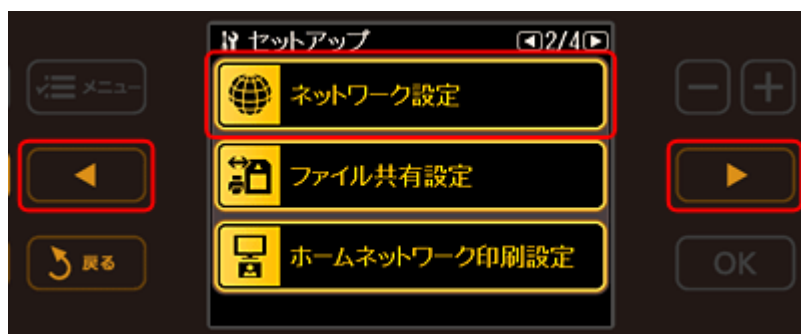 セットアップ ◀2/4▶
メニュー
ネットワーク設定
− +
ファイル共有設定
戻る
ホームネットワーク印刷設定
OK